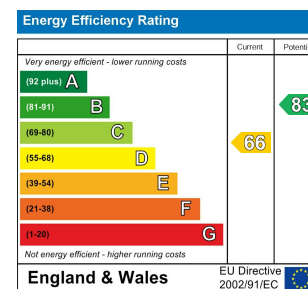 Energy Efficiency Rating
Current Potenti
Very energy efficient - lower running costs
(92 plus) A
(81-91) B
83
(69-80) C
66
(55-68) D
(39-54) E
(21-38) F
(1-20) G
Not energy efficient - higher running costs
England & Wales
EU Directive
2002/91/EC